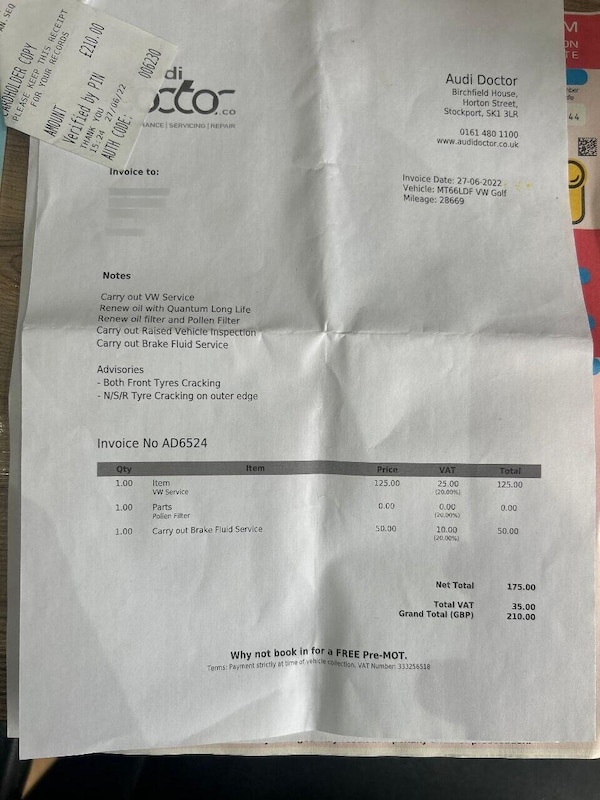 CARDHOLDER COPY
PLEASE KEEP THIS RECEIPT
FOR YOUR RECORDS
AMOUNT £210.00
Verified by PIN
THANK YOU
15.24 27/06/22
AUTH CODE: 006230
.co
| SERVICING | REPAIR
Audi Doctor
Birchfield House,
Horton Street,
Stockport, SK1 3LR
0161 480 1100
www.audidoctor.co.uk
Invoice to:
Invoice Date: 27-06-2022
Vehicle: MT66LDF VW Golf
Mileage: 28669
Notes
Carry out VW Service
Renew oil with Quantum Long Life
Renew oil filter and Pollen Filter
Carry out Raised Vehicle Inspection
Carry out Brake Fluid Service
Advisories
- Both Front Tyres Cracking
- N/S/R Tyre Cracking on outer edge
Invoice No AD6524
Qty Item Price VAT Total
1.00 Item 125.00 25.00 125.00
VW Service (20.00%)
1.00 Parts 0.00 0.00 0.00
Pollen Filter (20.00%)
1.00 Carry out Brake Fluid Service 50.00 10.00 50.00
(20.00%)
Net Total 175.00
Total VAT 35.00
Grand Total (GBP) 210.00
Why not book in for a FREE Pre-MOT.
Terms: Payment strictly at time of vehicle collection. VAT Number: 333256518
44